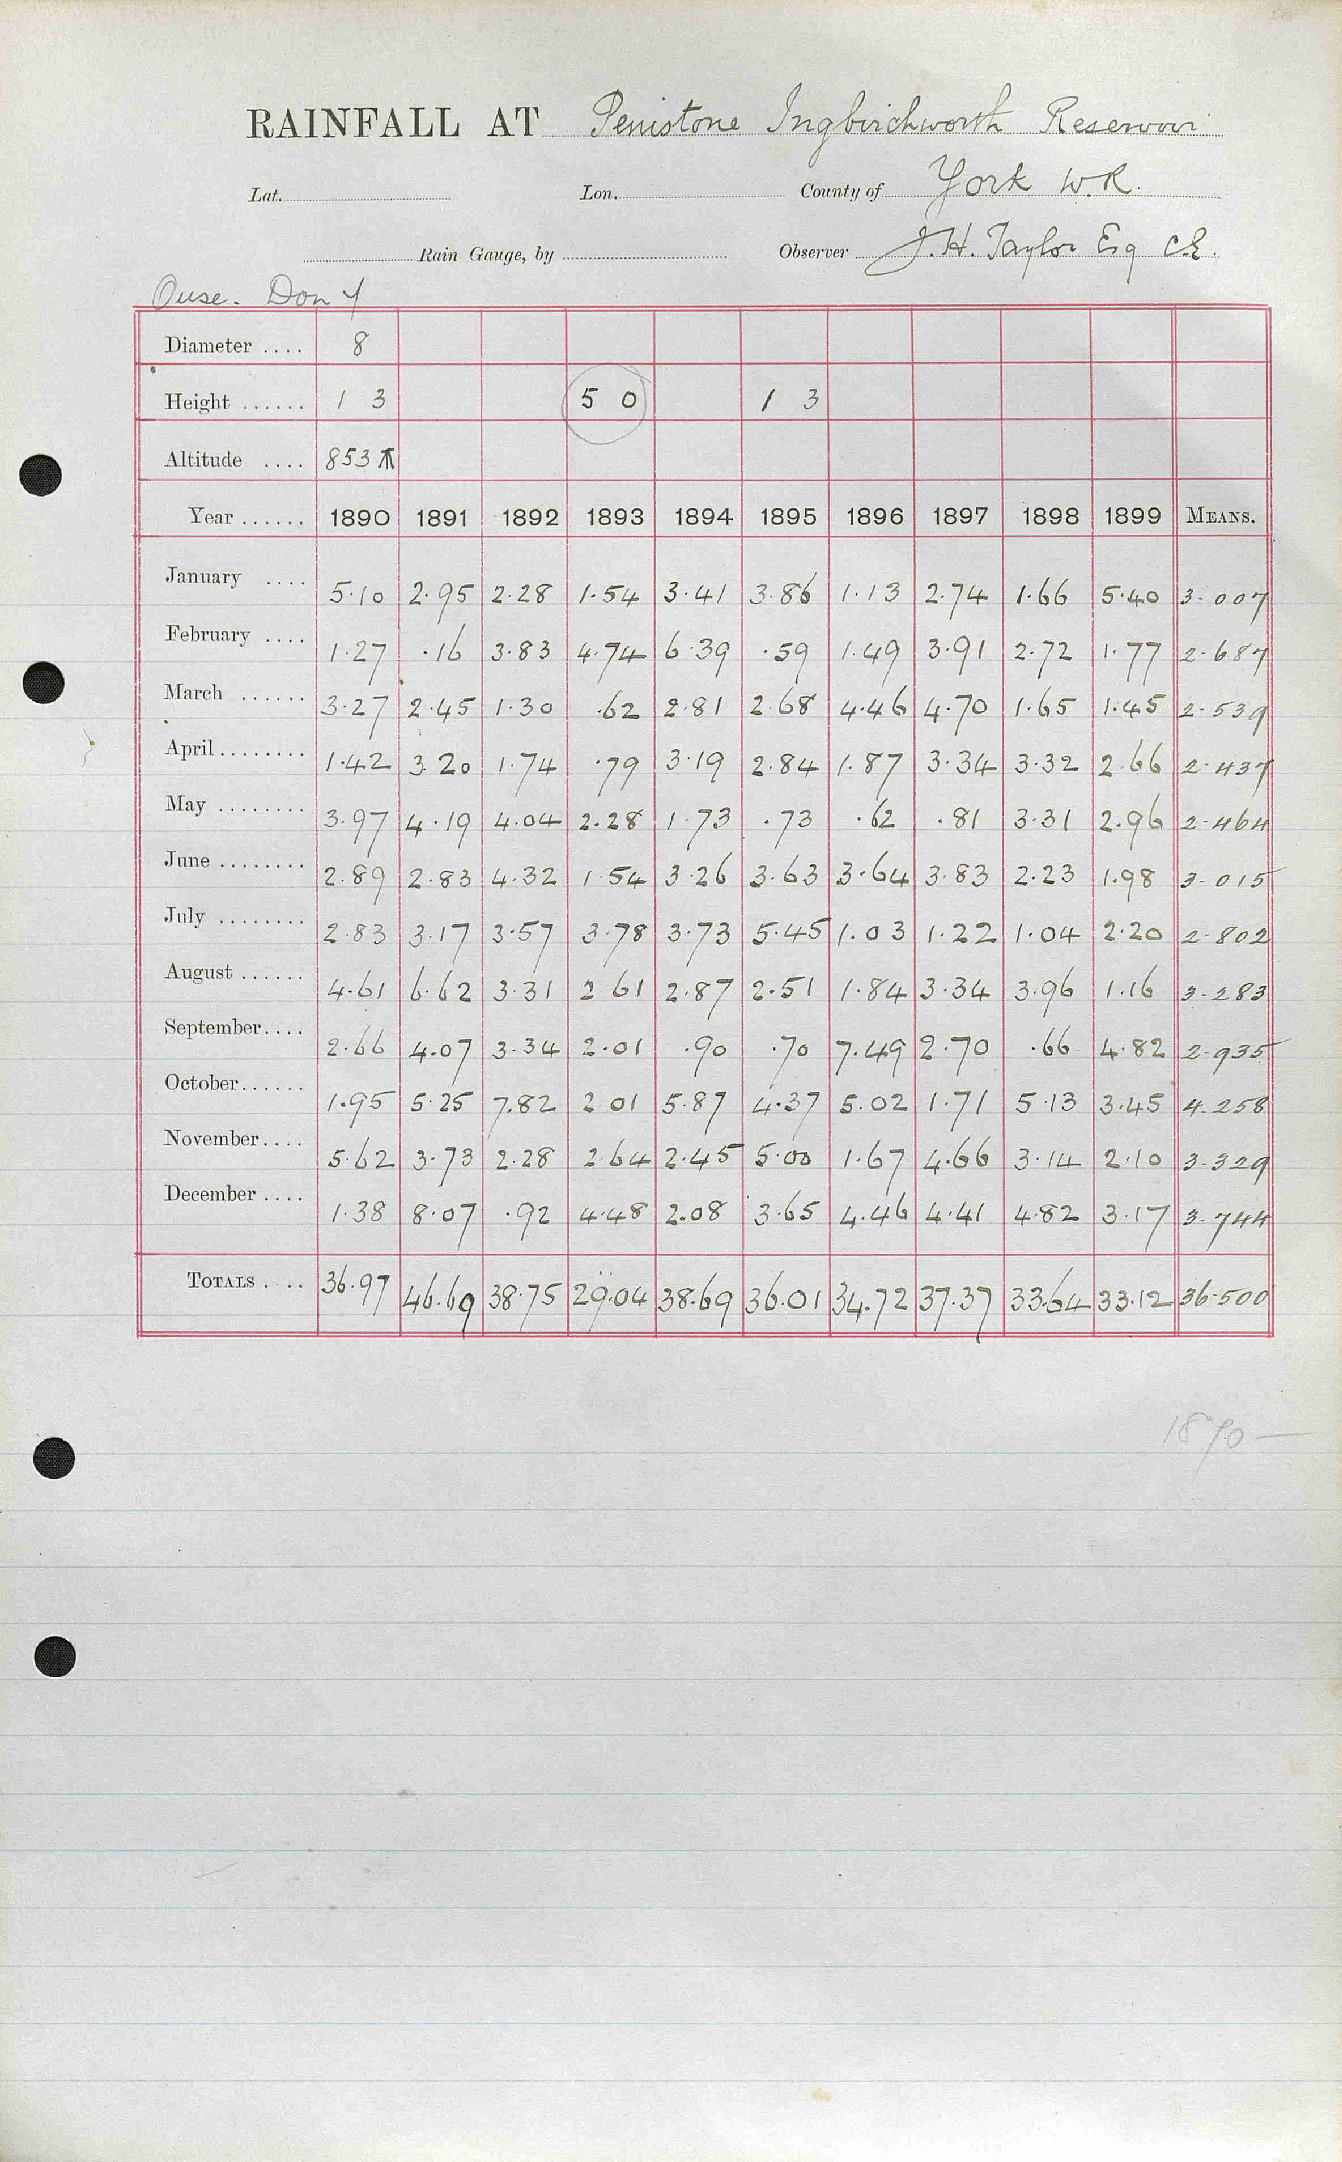 RAINFALL AT Penistone Ingbirchworth Reservoir
Lat. Lon. County of York W.R.
Rain Gauge, by Observer J. H. Taylor Esq C.E.
Ouse. Don 4
Diameter .... 8
Height ...... 1 3 5 0 1 3
Altitude .... 853
Year ...... 1890 1891 1892 1893 1894 1895 1896 1897 1898 1899 MEANS.
January .... 5.10 2.95 2.28 1.54 3.41 3.86 1.13 2.74 1.66 5.40 3.007
February .... 1.27 .16 3.83 4.74 6.39 .59 1.49 3.91 2.72 1.77 2.687
March ...... 3.27 2.45 1.30 .62 2.81 2.68 4.46 4.70 1.65 1.45 2.539
April ........ 1.42 3.20 1.74 .79 3.19 2.84 1.87 3.34 3.32 2.66 2.437
May ........ 3.97 4.19 4.04 2.28 1.73 .73 .62 .81 3.31 2.96 2.464
June ........ 2.89 2.83 4.32 1.54 3.26 3.63 3.64 3.83 2.23 1.98 3.015
July ........ 2.83 3.17 3.57 3.78 3.73 5.45 1.03 1.22 1.04 2.20 2.802
August ...... 4.61 6.62 3.31 2 61 2.87 2.51 1.84 3.34 3.96 1.16 3.283
September.... 2.66 4.07 3.34 2.01 .90 .70 7.49 2.70 .66 4.82 2.935
October...... 1.95 5.25 7.82 2 01 5.87 4.37 5.02 1.71 5.13 3.45 4.258
November.... 5.62 3.73 2.28 2.64 2.45 5.00 1.67 4.66 3.14 2.10 3.329
December .... 1.38 8.07 .92 4.48 2.08 3.65 4.46 4.41 4.82 3.17 3.744
TOTALS .... 36.97 46.69 38.75 29.04 38.69 36.01 34.72 37.37 33.64 33.12 36.500
1890 —